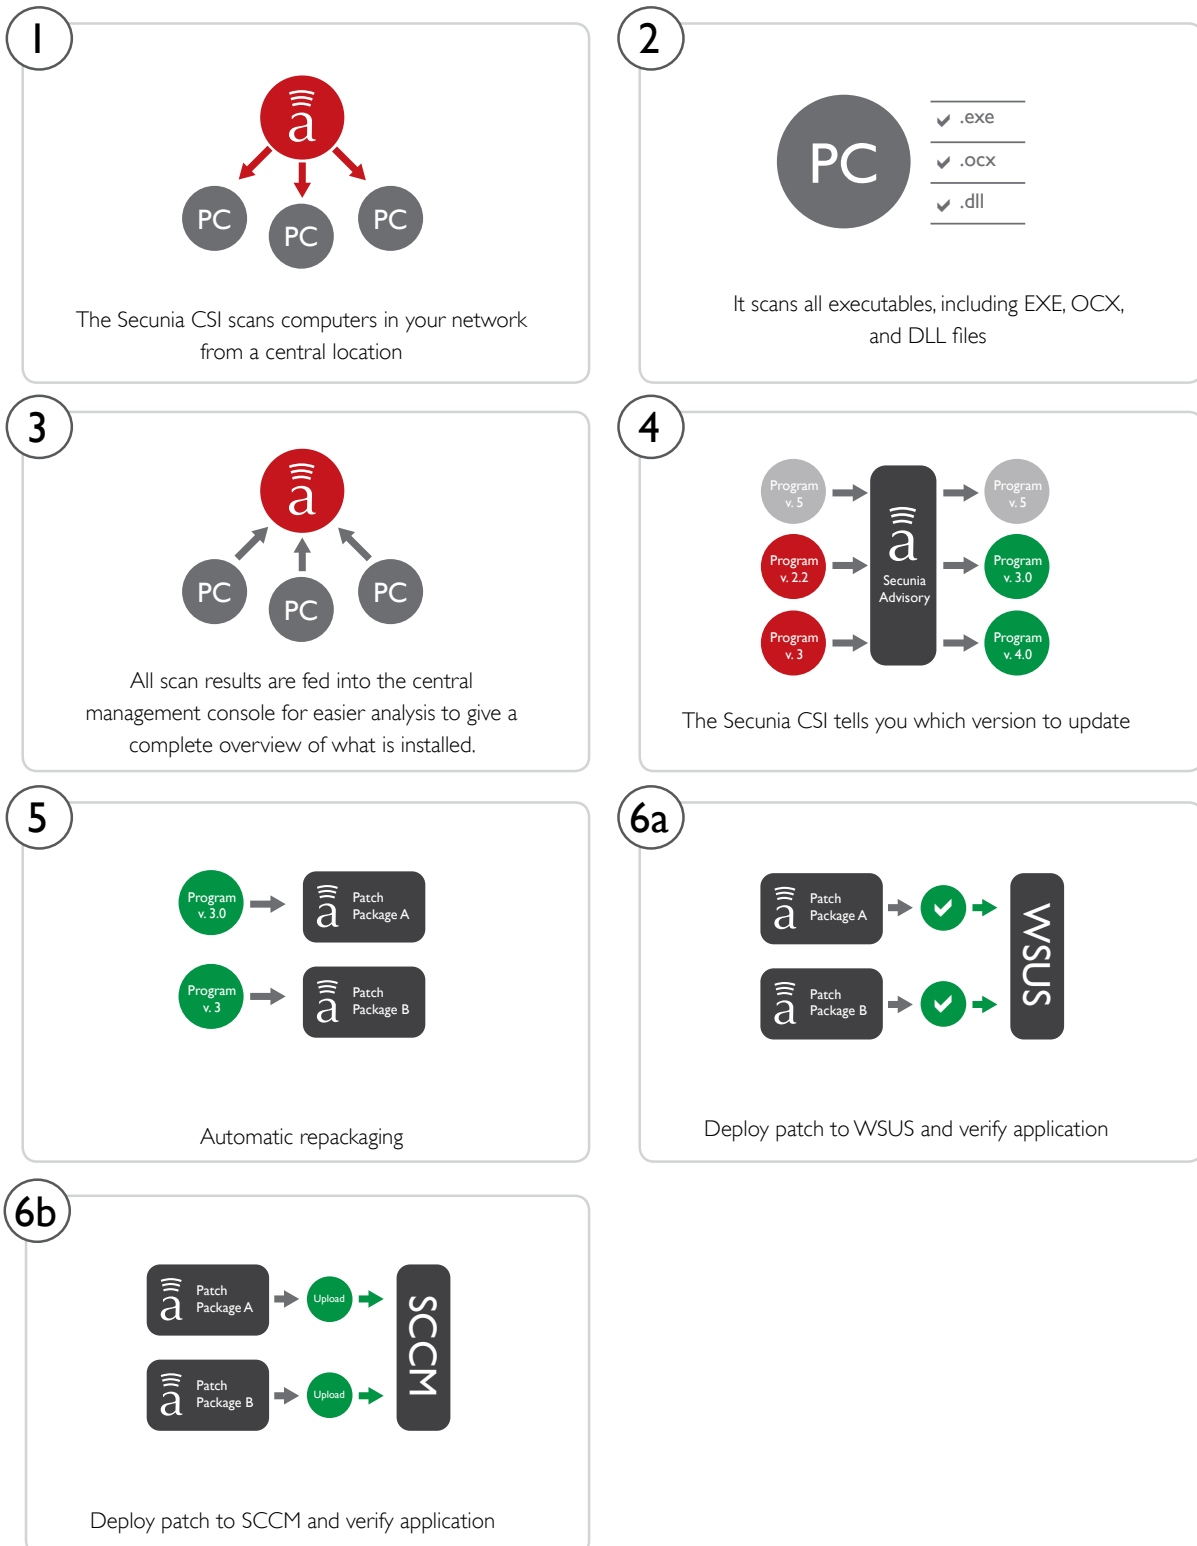 1
a
PC
PC
PC
The Secunia CSI scans computers in your network
from a central location
2
PC
.exe
.ocx
.dll
It scans all executables, including EXE, OCX,
and DLL files
3
a
PC
PC
PC
All scan results are fed into the central
management console for easier analysis to give a
complete overview of what is installed.
4
Program
v. 5
Program
v. 2.2
Program
v. 3
a
Secunia
Advisory
Program
v. 5
Program
v. 3.0
Program
v. 4.0
The Secunia CSI tells you which version to update
5
Program
v. 3.0
a
Patch
Package A
Program
v. 3
a
Patch
Package B
Automatic repackaging
6a
a
Patch
Package A
a
Patch
Package B
WSUS
Deploy patch to WSUS and verify application
6b
a
Patch
Package A
Upload
a
Patch
Package B
Upload
SCCM
Deploy patch to SCCM and verify application